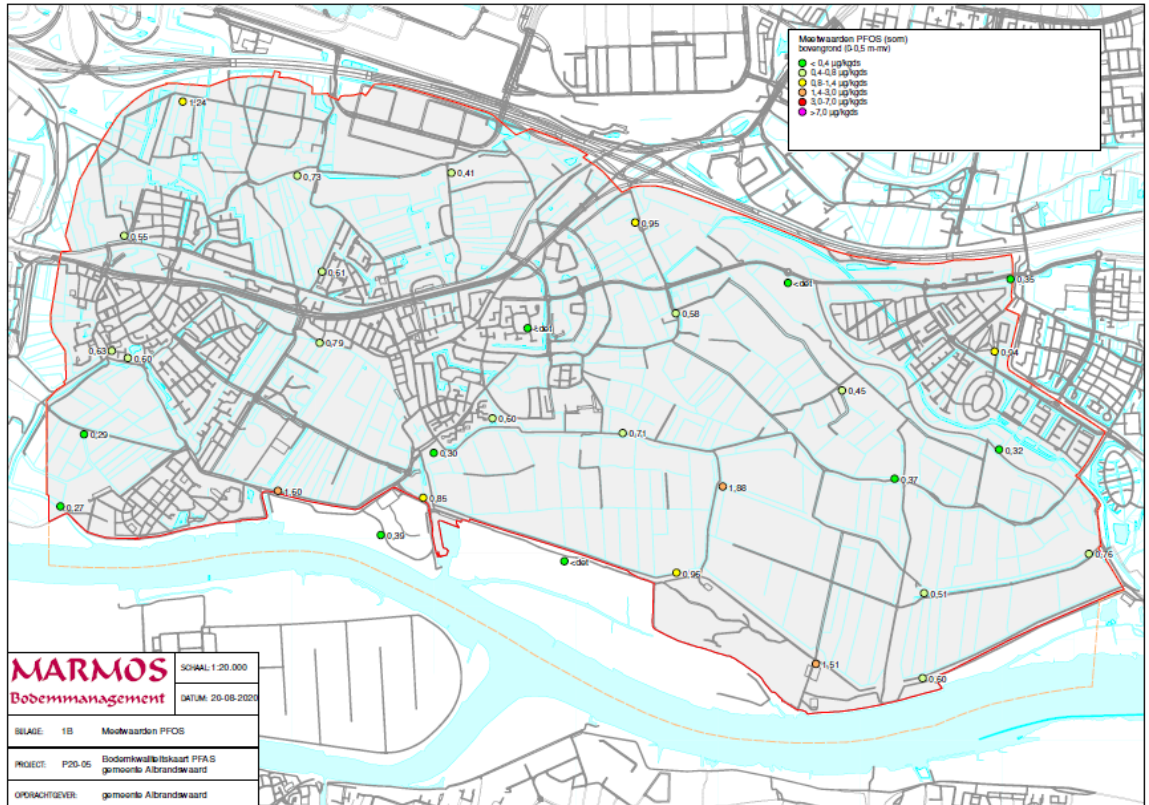 Meetwaarden PFOS (som)
bovengrond (0-0,5 m-mv)
< 0,4 µg/kgds
0,4-0,8 µg/kgds
0,8-1,4 µg/kgds
1,4-3,0 µg/kgds
3,0-7,0 µg/kgds
>7,0 µg/kgds
1,24
0,73
0,41
0,95
0,55
0,61
<det
0,35
0,58
<det
0,79
0,63
0,60
0,94
0,45
0,60
0,71
0,29
0,30
0,32
0,37
1,88
1,50
0,85
0,27
0,39
<det
0,96
0,76
0,51
1,51
0,60
MARMOS
Bodemmanagement
SCHAAL: 1:20.000
DATUM: 20-08-2020
BIJLAGE: 1B Meetwaarden PFOS
PROJECT: P20-05 Bodemkwaliteitskaart PFAS
gemeente Albrandswaard
OPDRACHTGEVER: gemeente Albrandswaard